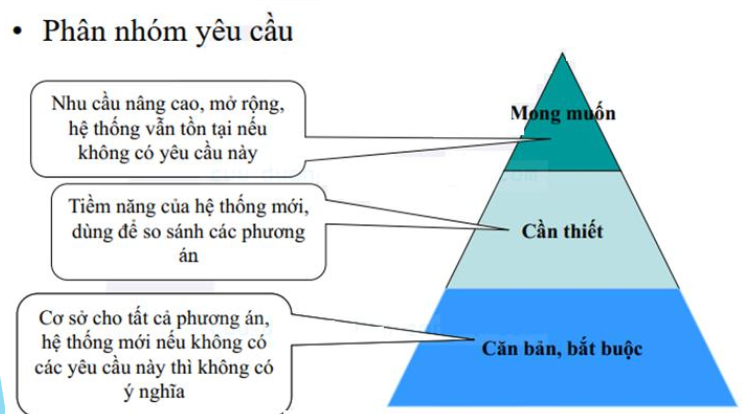 • Phân nhóm yêu cầu
Nhu cầu nâng cao, mở rộng,
hệ thống vẫn tồn tại nếu
không có yêu cầu này
Mong muốn
Tiềm năng của hệ thống mới,
dùng để so sánh các phương
án
Cần thiết
Cơ sở cho tất cả phương án,
hệ thống mới nếu không có
các yêu cầu này thì không có
ý nghĩa
Căn bản, bắt buộc